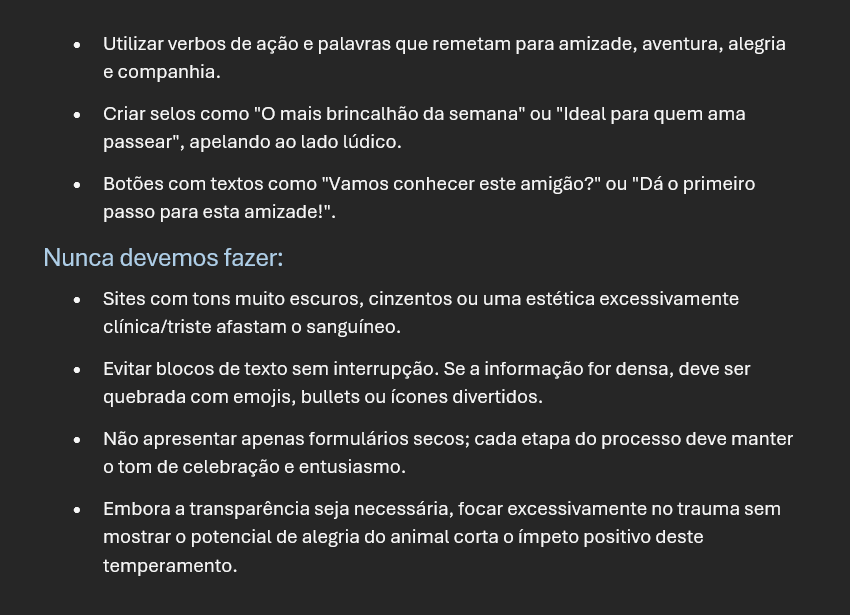 • Utilizar verbos de ação e palavras que remetam para amizade, aventura, alegria
e companhia.
• Criar selos como "O mais brincalhão da semana" ou "Ideal para quem ama
passear", apelando ao lado lúdico.
• Botões com textos como "Vamos conhecer este amigão?" ou "Dá o primeiro
passo para esta amizade!".
Nunca devemos fazer:
• Sites com tons muito escuros, cinzentos ou uma estética excessivamente
clínica/triste afastam o sanguíneo.
• Evitar blocos de texto sem interrupção. Se a informação for densa, deve ser
quebrada com emojis, bullets ou ícones divertidos.
• Não apresentar apenas formulários secos; cada etapa do processo deve manter
o tom de celebração e entusiasmo.
• Embora a transparência seja necessária, focar excessivamente no trauma sem
mostrar o potencial de alegria do animal corta o ímpeto positivo deste
temperamento.